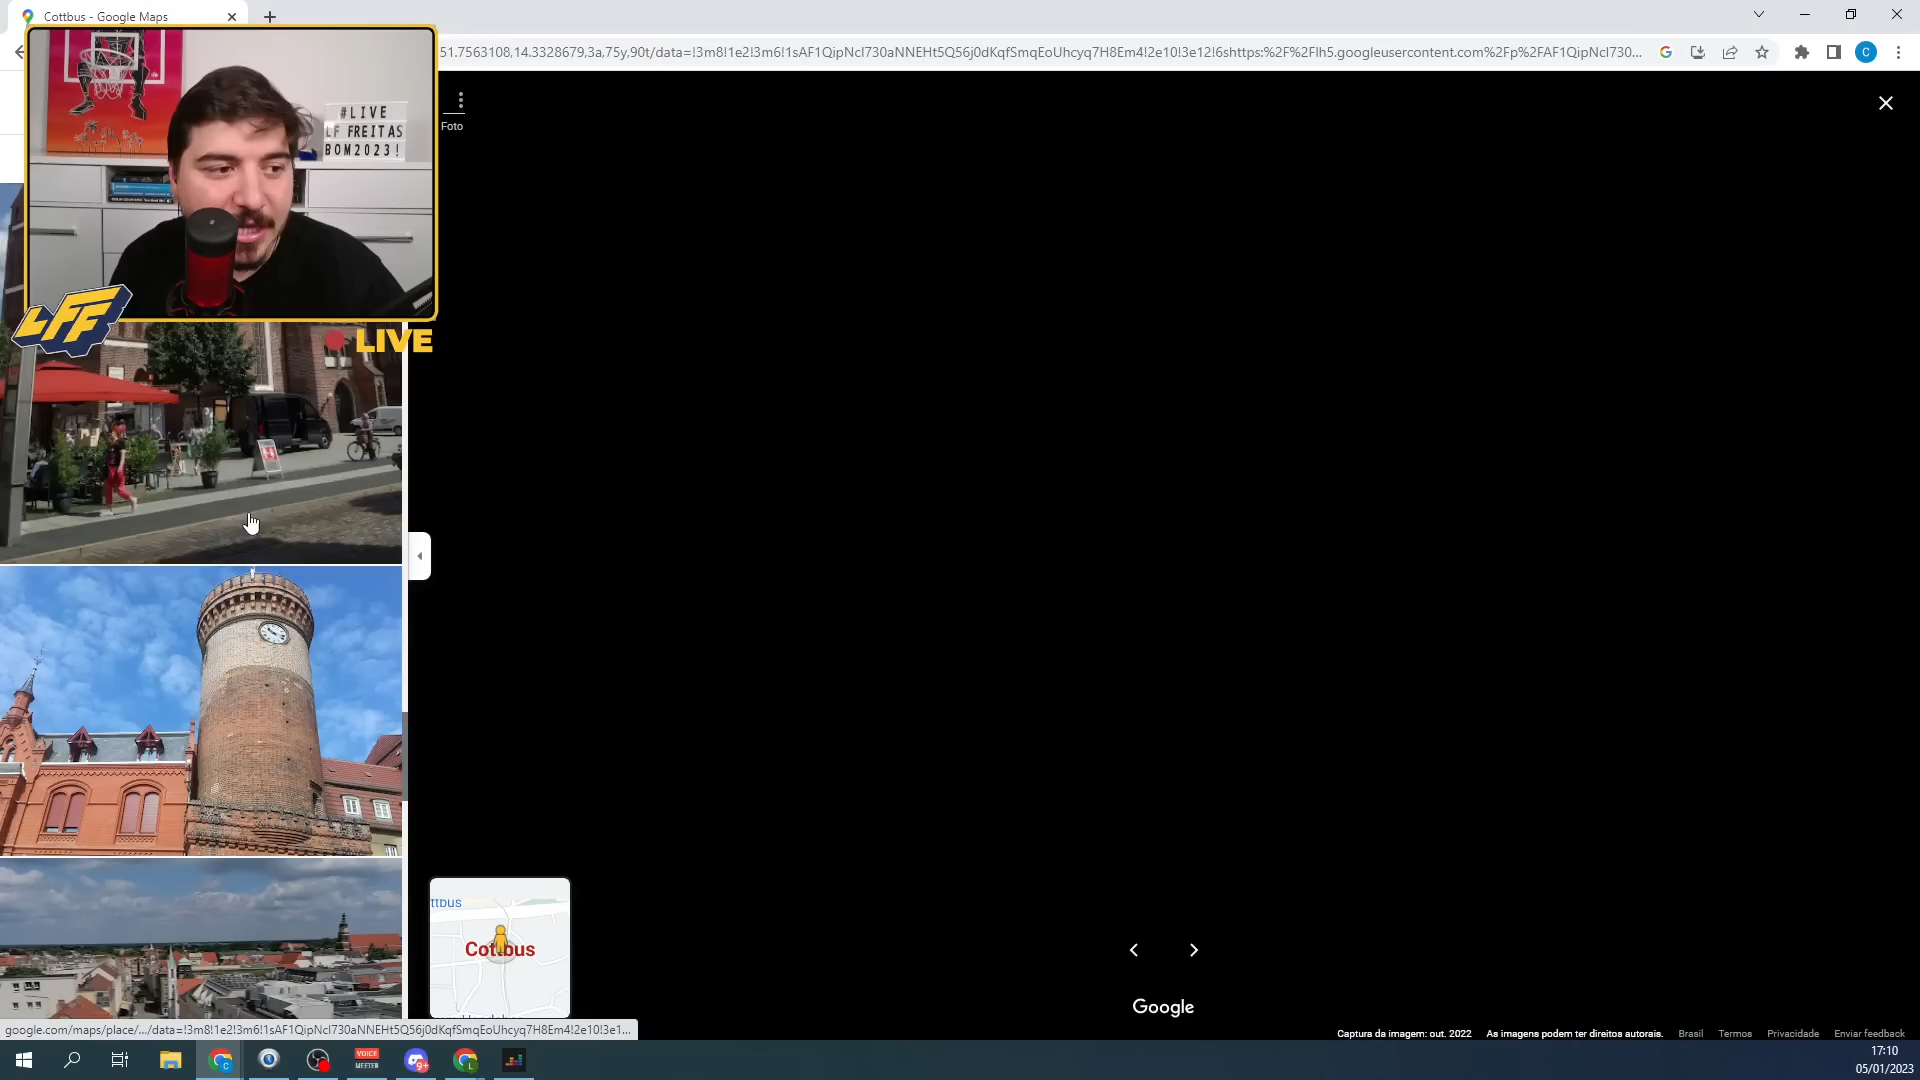 Cottbus - Google Maps
51.7563108,14.3328679,3a,75y,90t/data=!3m8!1e2!3m6!1sAF1QipNcl730aNNEHt5Q56j0dKqfSmqEoUhcyq7H8Em4!2e10!3e12!6shttps:%2F%2Flh5.googleusercontent.com%2Fp%2FAF1QipNcl730...
C
#LIVE
LF FREITAS
BOM2023!
Foto
LFF
LIVE
ttbus
Cottbus
Google
google.com/maps/place/.../data=!3m8!1e2!3m6!1sAF1QipNcl730aNNEHt5Q56j0dKqfSmqEoUhcyq7H8Em4!2e10!3e1...
Captura da imagem: out. 2022 As imagens podem ter direitos autorais. Brasil Termos Privacidade Enviar feedback
VOICE
MEETER
9+
C
L
17:10
05/01/2023